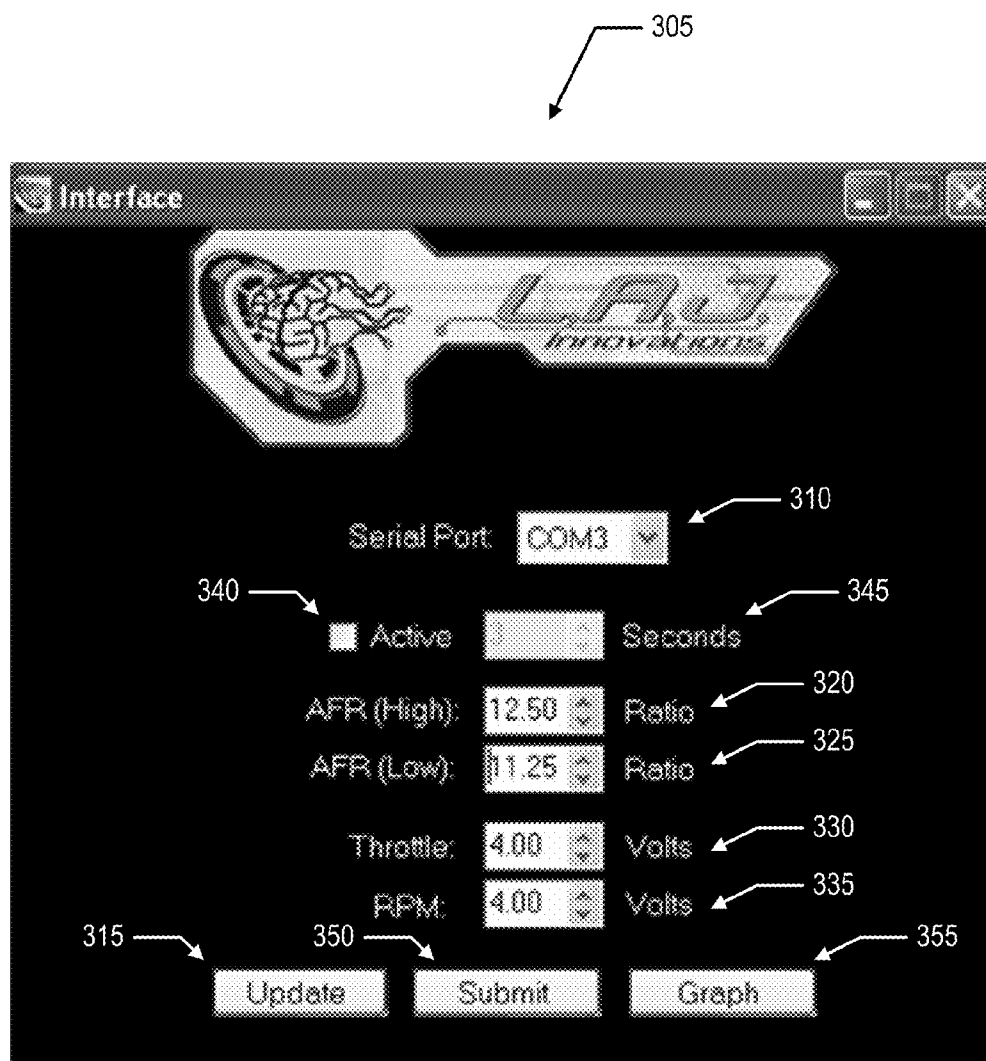 305
Interface
L.A.J.
Innovations
310
Serial Port: COM3
340 345
Active Seconds
320
AFR (High): 12.50 Ratio
325
AFR (Low): 11.25 Ratio
330
Throttle: 4.00 Volts
335
RPM: 4.00 Volts
315 350 355
Update Submit Graph